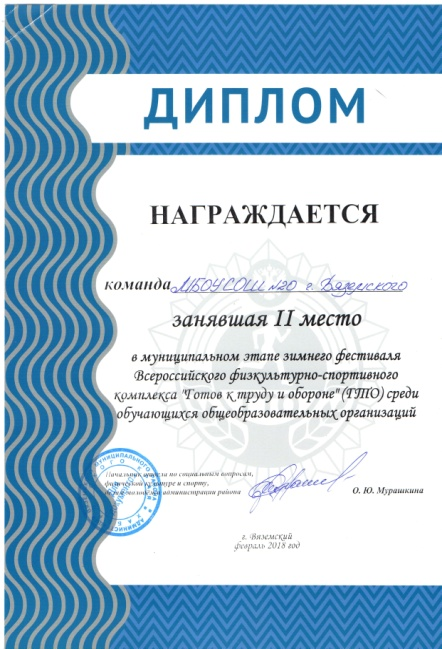 ДИПЛОМ
НАГРАЖДАЕТСЯ
команда МБОУ СОШ №20 г. Вяземского
занявшая II место
в муниципальном этапе зимнего фестиваля
Всероссийского физкультурно-спортивного
комплекса "Готов к труду и обороне" (ГТО) среди
обучающихся общеобразовательных организаций
Начальник отдела по социальным вопросам,
физической культуре и спорту,
администрации района
О. Ю. Мурашкина
г. Вяземский
февраль 2018 год